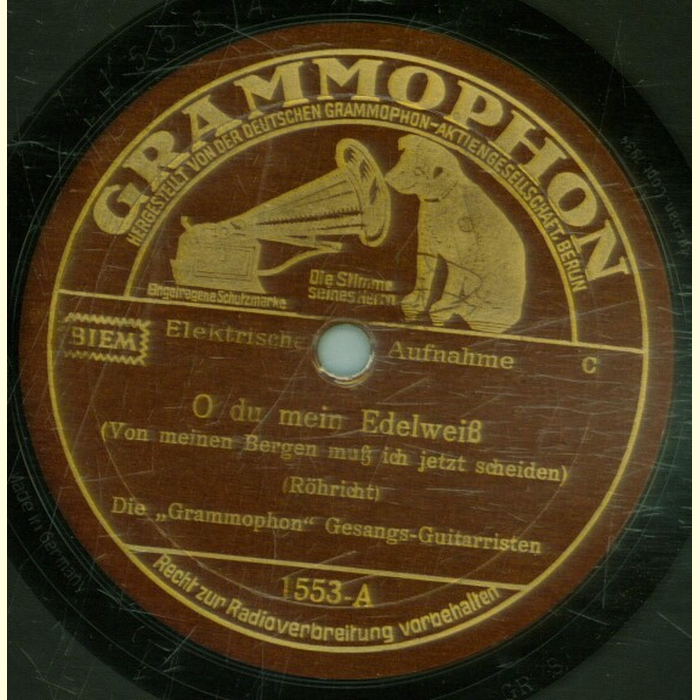 GRAMMOPHON
HERGESTELLT VON DER DEUTSCHEN GRAMMOPHON-AKTIENGESELLSCHAFT, BERLIN
Die Stimme
seines Herrn
Eingetragene Schutzmarke
BIEM
Elektrische Aufnahme C
O du mein Edelweiß
(Von meinen Bergen muß ich jetzt scheiden)
(Röhricht)
Die „Grammophon“ Gesangs-Guitarristen
1553-A
Recht zur Radioverbreitung vorbehalten
Made in Germany